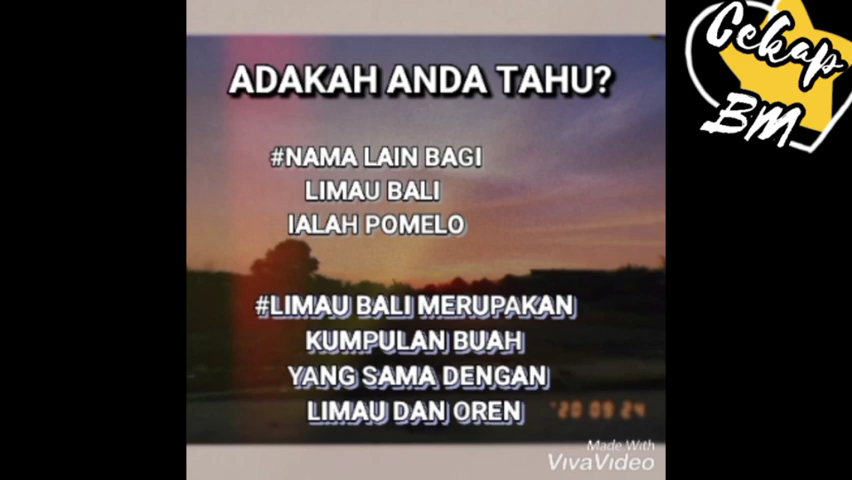 Cekap
BM
ADAKAH ANDA TAHU?
#NAMA LAIN BAGI
LIMAU BALI
IALAH POMELO
#LIMAU BALI MERUPAKAN
KUMPULAN BUAH
YANG SAMA DENGAN
LIMAU DAN OREN
'20 09 24
Made With
VivaVideo